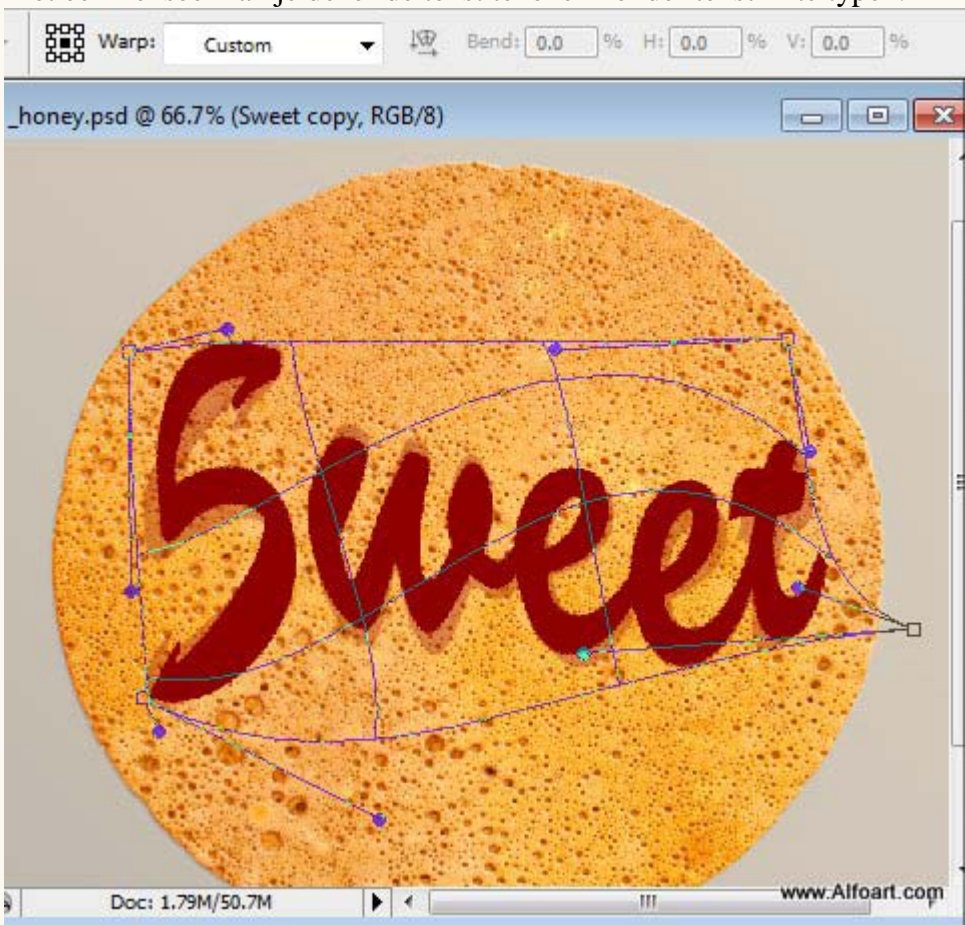 Warp: Custom Bend: 0.0 % H: 0.0 % V: 0.0 %
_honey.psd @ 66.7% (Sweet copy, RGB/8)
Sweet
Doc: 1.79M/50.7M
www.Alfoart.com